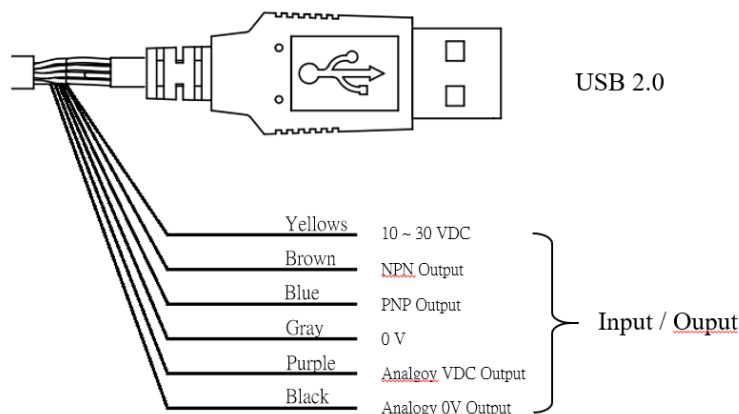 USB 2.0
Yellows 10 ~ 30 VDC
Brown NPN Output
Blue PNP Output
Gray 0 V
Purple Analgoy VDC Output
Black Analogy 0V Output
Input / Ouput